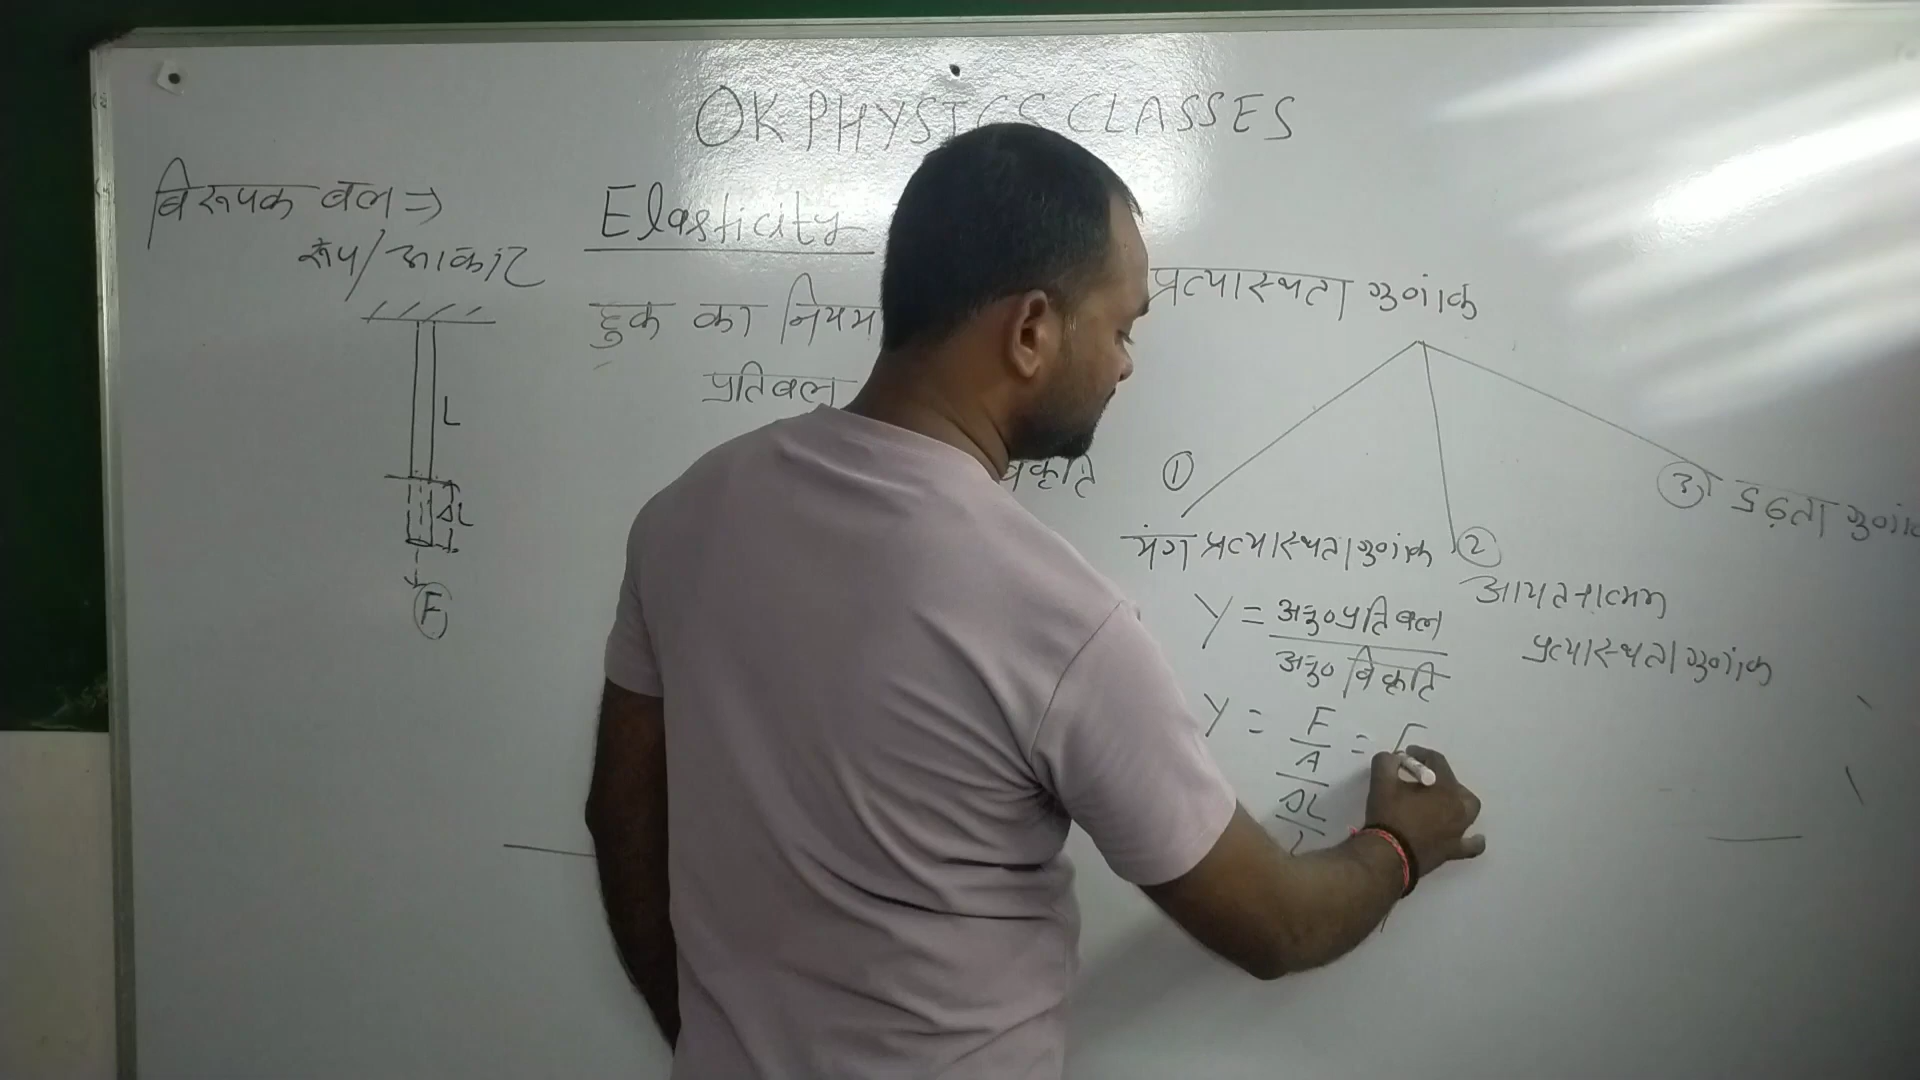 OK PHYSICS CLASSES
विरूपक बल ⇒
रूप/आकार
L
ΔL
F
Elasticity
हुक का नियम
प्रतिबल
प्रत्यास्थता गुणांक
①
यंग प्रत्यास्थता गुणांक
Y = अनु० प्रतिबल
अनु० विकृति
Y = F
A
ΔL
=
②
आयतनात्मक
प्रत्यास्थता गुणांक
③